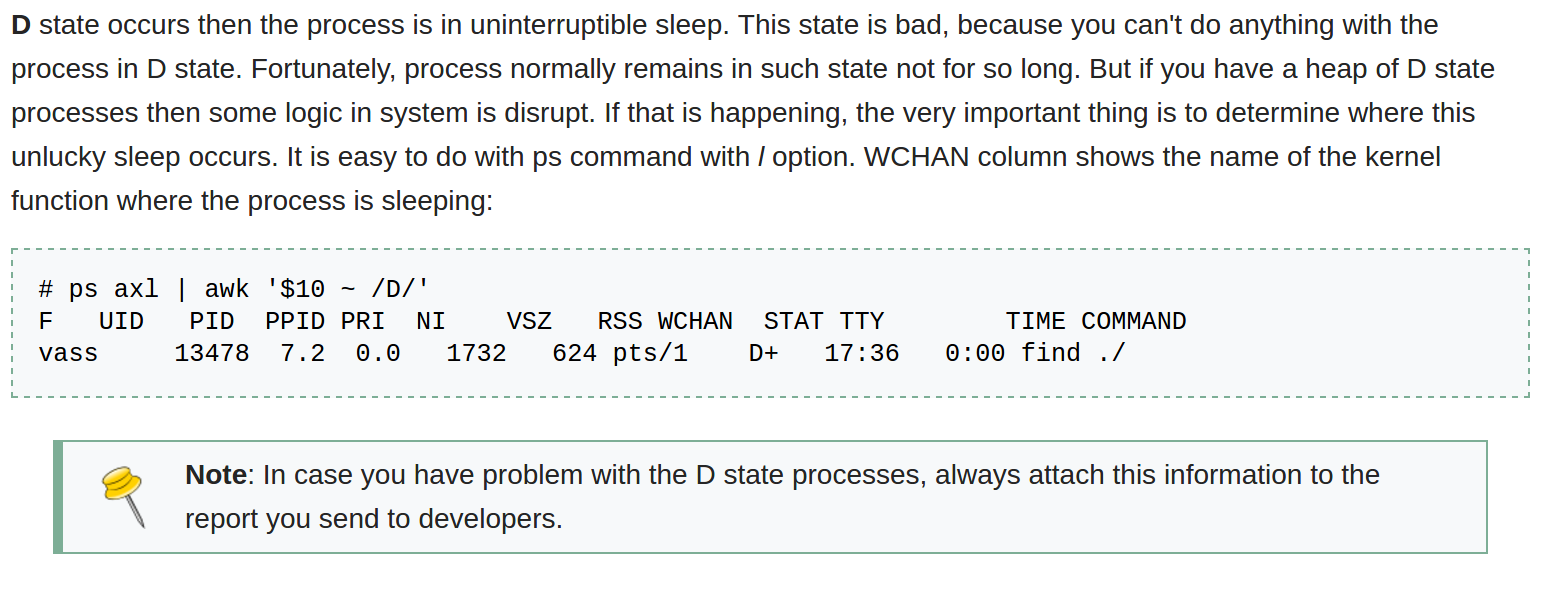 D state occurs then the process is in uninterruptible sleep. This state is bad, because you can't do anything with the
process in D state. Fortunately, process normally remains in such state not for so long. But if you have a heap of D state
processes then some logic in system is disrupt. If that is happening, the very important thing is to determine where this
unlucky sleep occurs. It is easy to do with ps command with l option. WCHAN column shows the name of the kernel
function where the process is sleeping:
# ps axl | awk '$10 ~ /D/'
F   UID   PID  PPID PRI  NI    VSZ   RSS WCHAN  STAT TTY        TIME COMMAND
vass     13478  7.2  0.0   1732   624 pts/1    D+   17:36   0:00 find ./
Note: In case you have problem with the D state processes, always attach this information to the
report you send to developers.